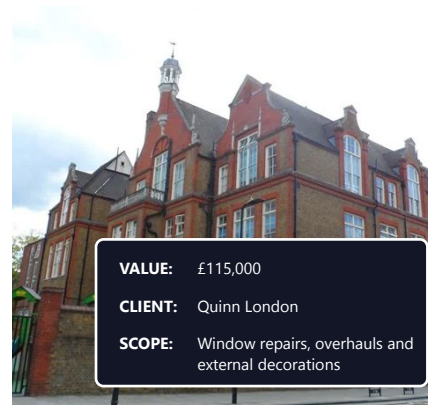 VALUE: £115,000
CLIENT: Quinn London
SCOPE: Window repairs, overhauls and
external decorations